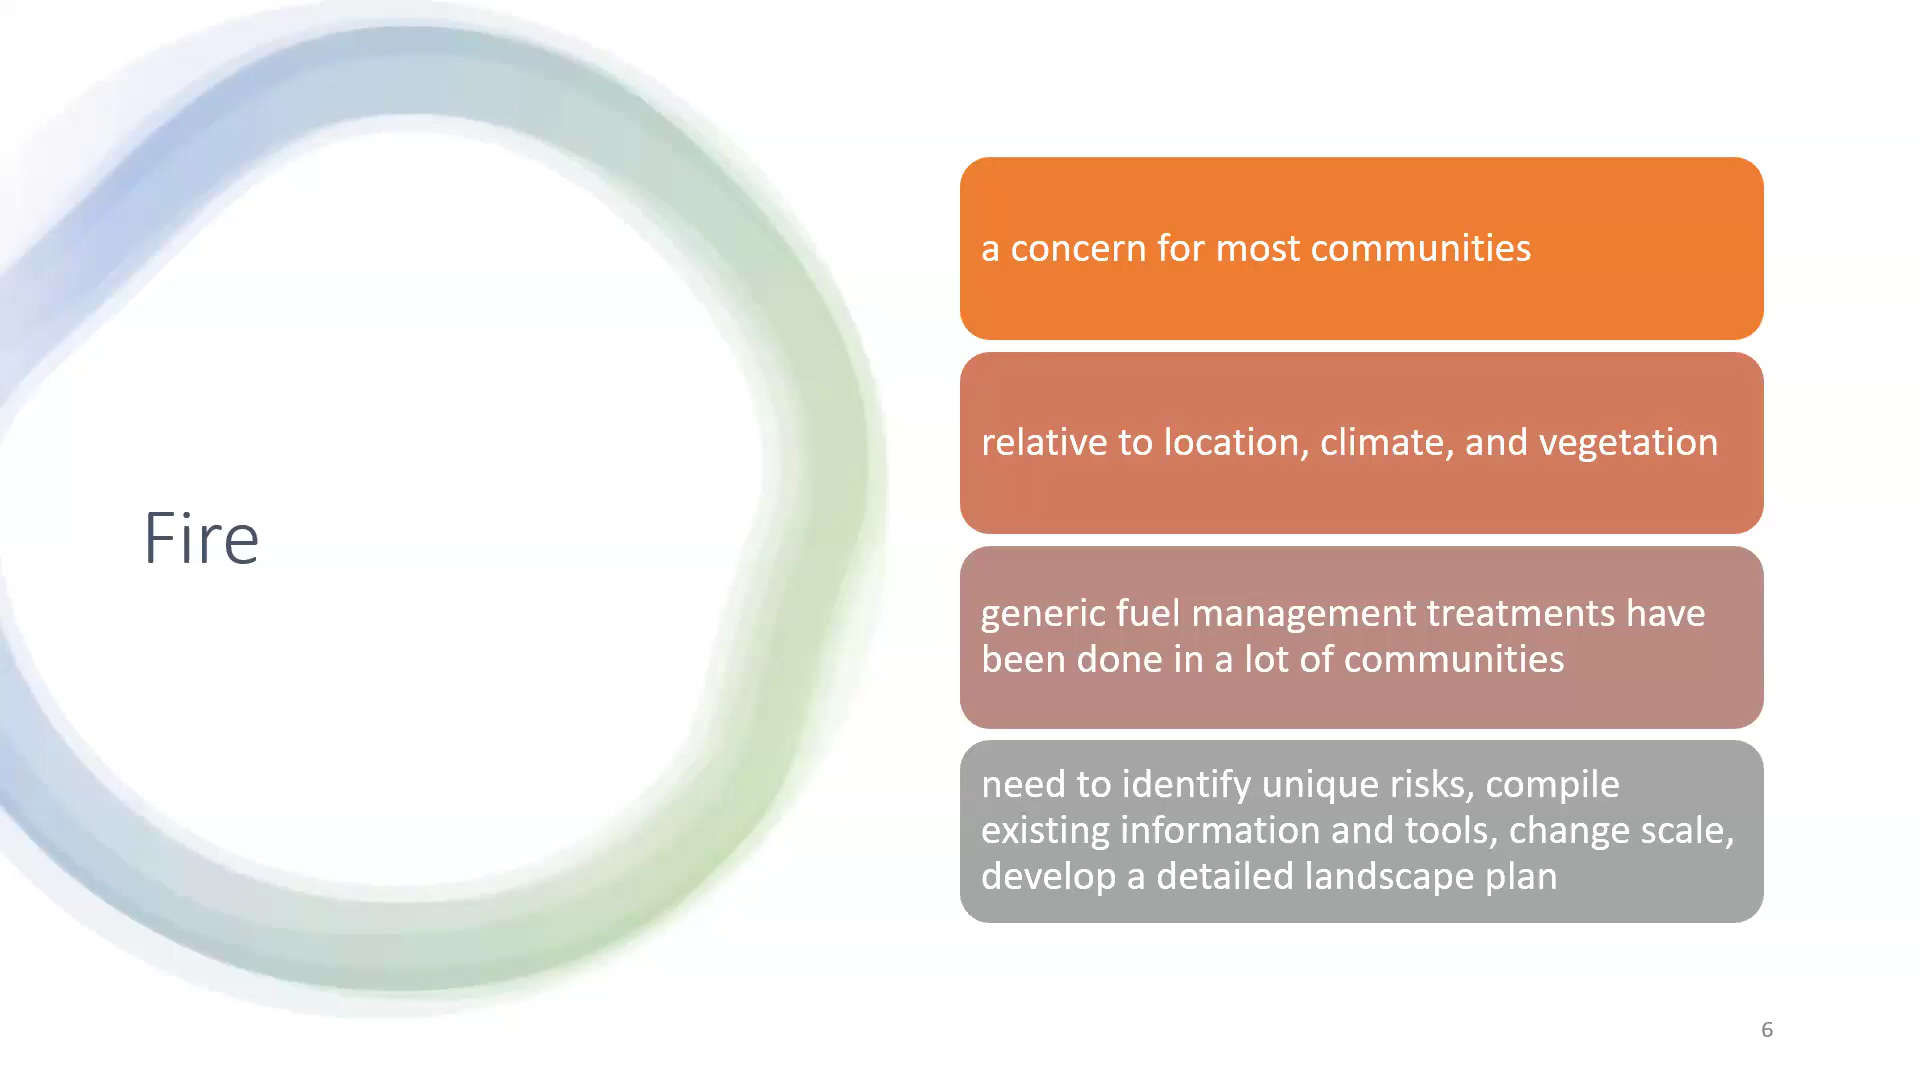 Fire
a concern for most communities
relative to location, climate, and vegetation
generic fuel management treatments have
been done in a lot of communities
need to identify unique risks, compile
existing information and tools, change scale,
develop a detailed landscape plan
6